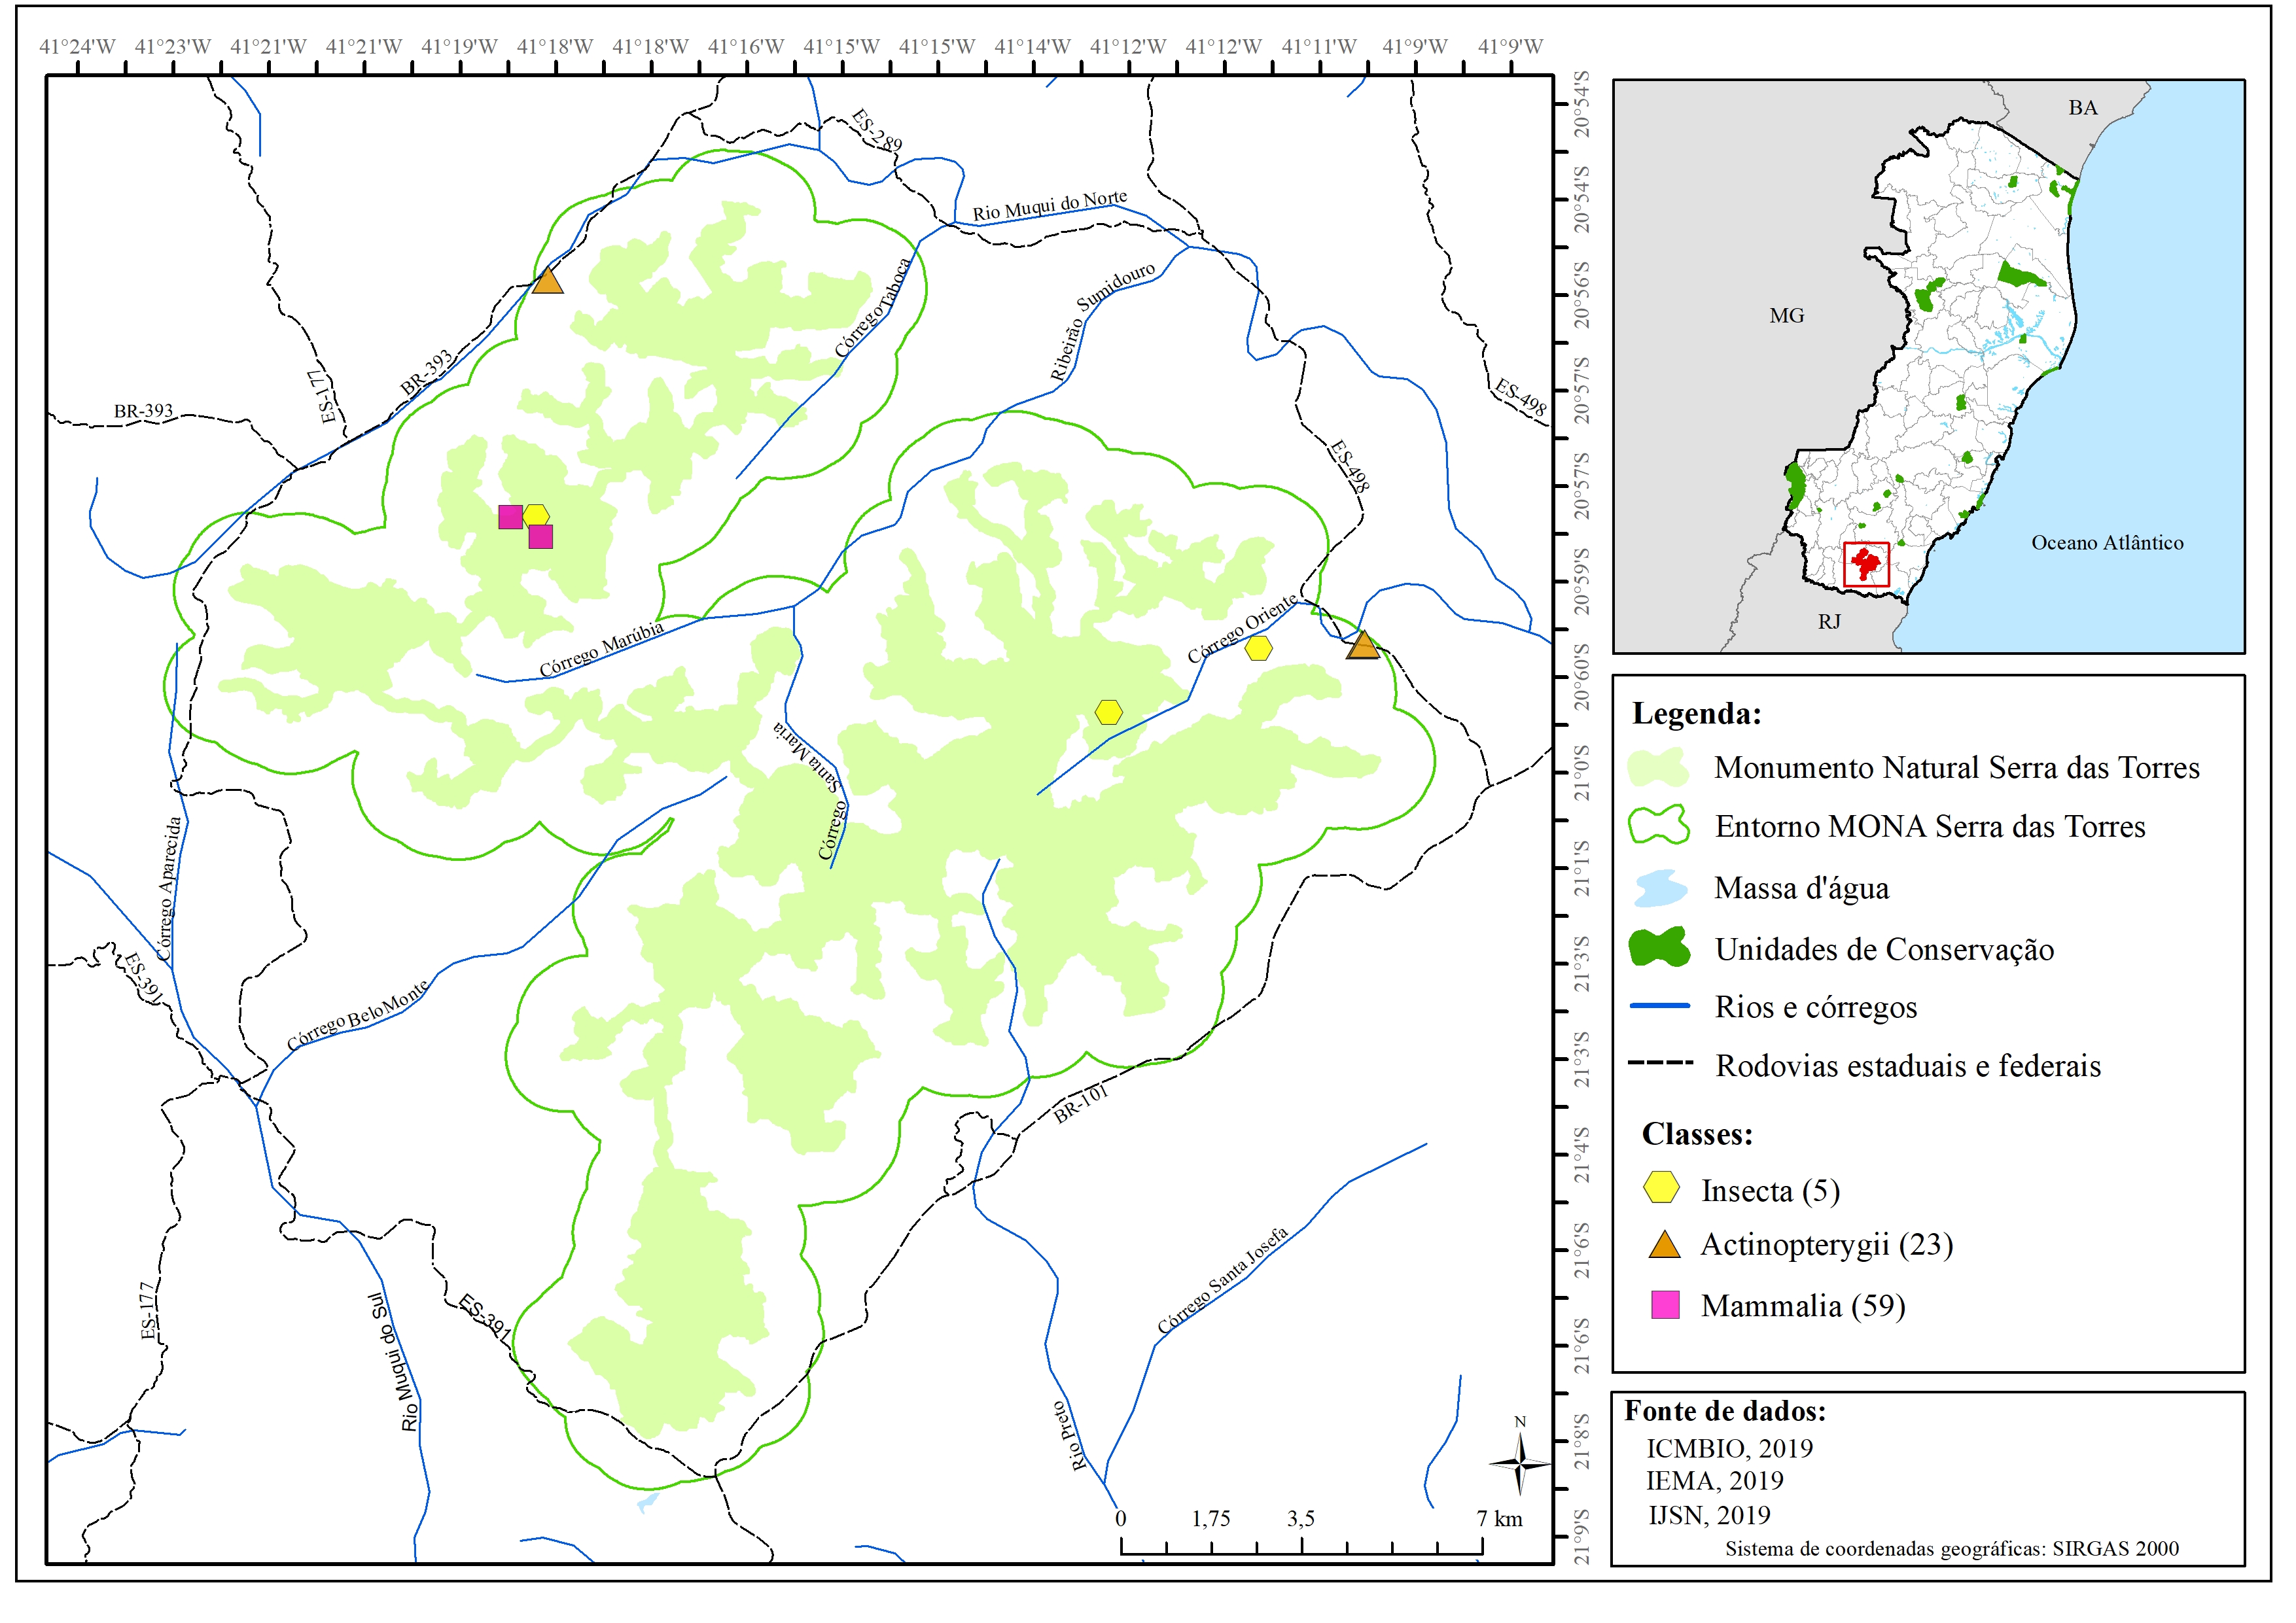 41°24'W 41°23'W 41°21'W 41°21'W 41°19'W 41°18'W 41°18'W 41°16'W 41°15'W 41°15'W 41°14'W 41°12'W 41°12'W 41°11'W 41°9'W 41°9'W
20°54'S
20°54'S
20°56'S
20°57'S
20°57'S
20°59'S
20°60'S
21°0'S
21°1'S
21°3'S
21°3'S
21°4'S
21°6'S
21°6'S
21°8'S
21°9'S
ES-289
Rio Muqui do Norte
Ribeirão Sumidouro
Córrego Taboca
BR-393
ES-177
BR-393
ES-498
ES-498
Córrego Oriente
Córrego Marúbia
Córrego Santa Maria
Córrego Aparecida
ES-391
Córrego Belo Monte
BR-101
ES-177
Rio Muqui do Sul
ES-391
Córrego Santa Josefa
Rio Preto
N
0 1,75 3,5 7 km
BA
MG
Oceano Atlântico
RJ
Legenda:
Monumento Natural Serra das Torres
Entorno MONA Serra das Torres
Massa d'água
Unidades de Conservação
Rios e córregos
Rodovias estaduais e federais
Classes:
Insecta (5)
Actinopterygii (23)
Mammalia (59)
Fonte de dados:
ICMBIO, 2019
IEMA, 2019
IJSN, 2019
Sistema de coordenadas geográficas: SIRGAS 2000